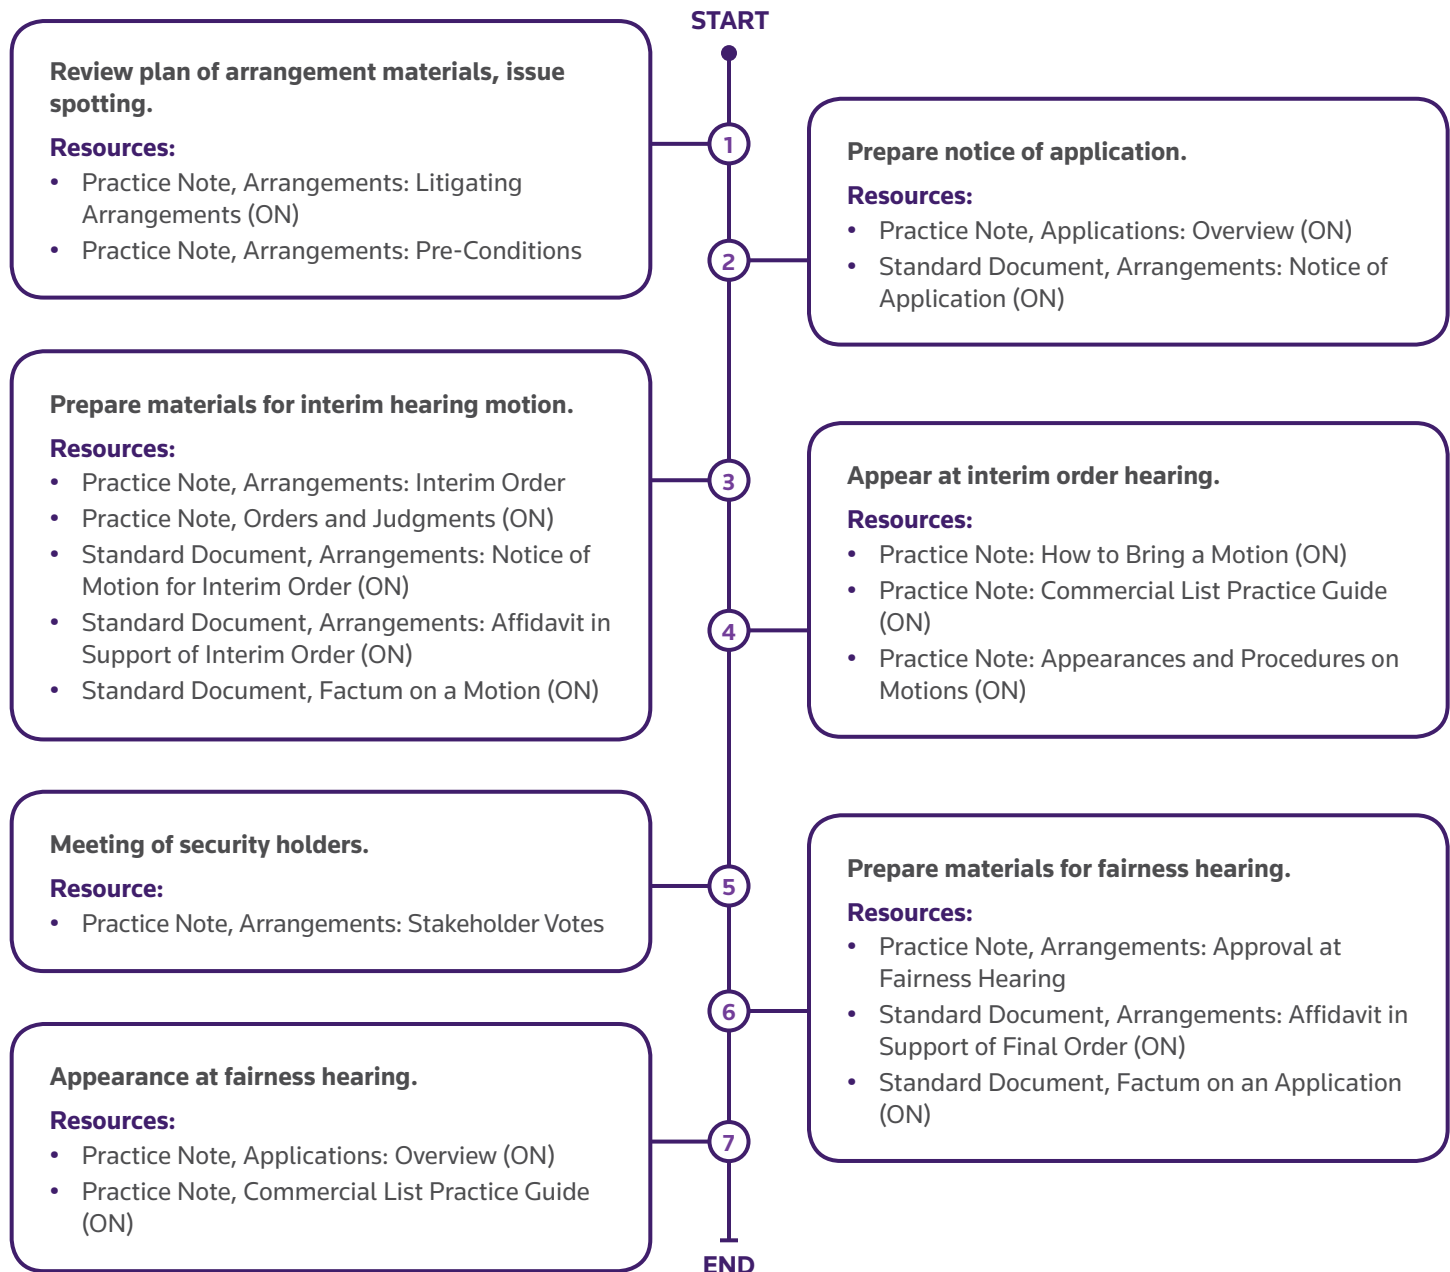 START
Review plan of arrangement materials, issue
spotting.
Resources:
• Practice Note, Arrangements: Litigating
Arrangements (ON)
• Practice Note, Arrangements: Pre-Conditions
1
Prepare notice of application.
Resources:
• Practice Note, Applications: Overview (ON)
• Standard Document, Arrangements: Notice of
Application (ON)
2
Prepare materials for interim hearing motion.
Resources:
• Practice Note, Arrangements: Interim Order
• Practice Note, Orders and Judgments (ON)
• Standard Document, Arrangements: Notice of
Motion for Interim Order (ON)
• Standard Document, Arrangements: Affidavit in
Support of Interim Order (ON)
• Standard Document, Factum on a Motion (ON)
3
Appear at interim order hearing.
Resources:
• Practice Note: How to Bring a Motion (ON)
• Practice Note: Commercial List Practice Guide
(ON)
• Practice Note: Appearances and Procedures on
Motions (ON)
4
Meeting of security holders.
Resource:
• Practice Note, Arrangements: Stakeholder Votes
5
Prepare materials for fairness hearing.
Resources:
• Practice Note, Arrangements: Approval at
Fairness Hearing
• Standard Document, Arrangements: Affidavit in
Support of Final Order (ON)
• Standard Document, Factum on an Application
(ON)
6
Appearance at fairness hearing.
Resources:
• Practice Note, Applications: Overview (ON)
• Practice Note, Commercial List Practice Guide
(ON)
7
END